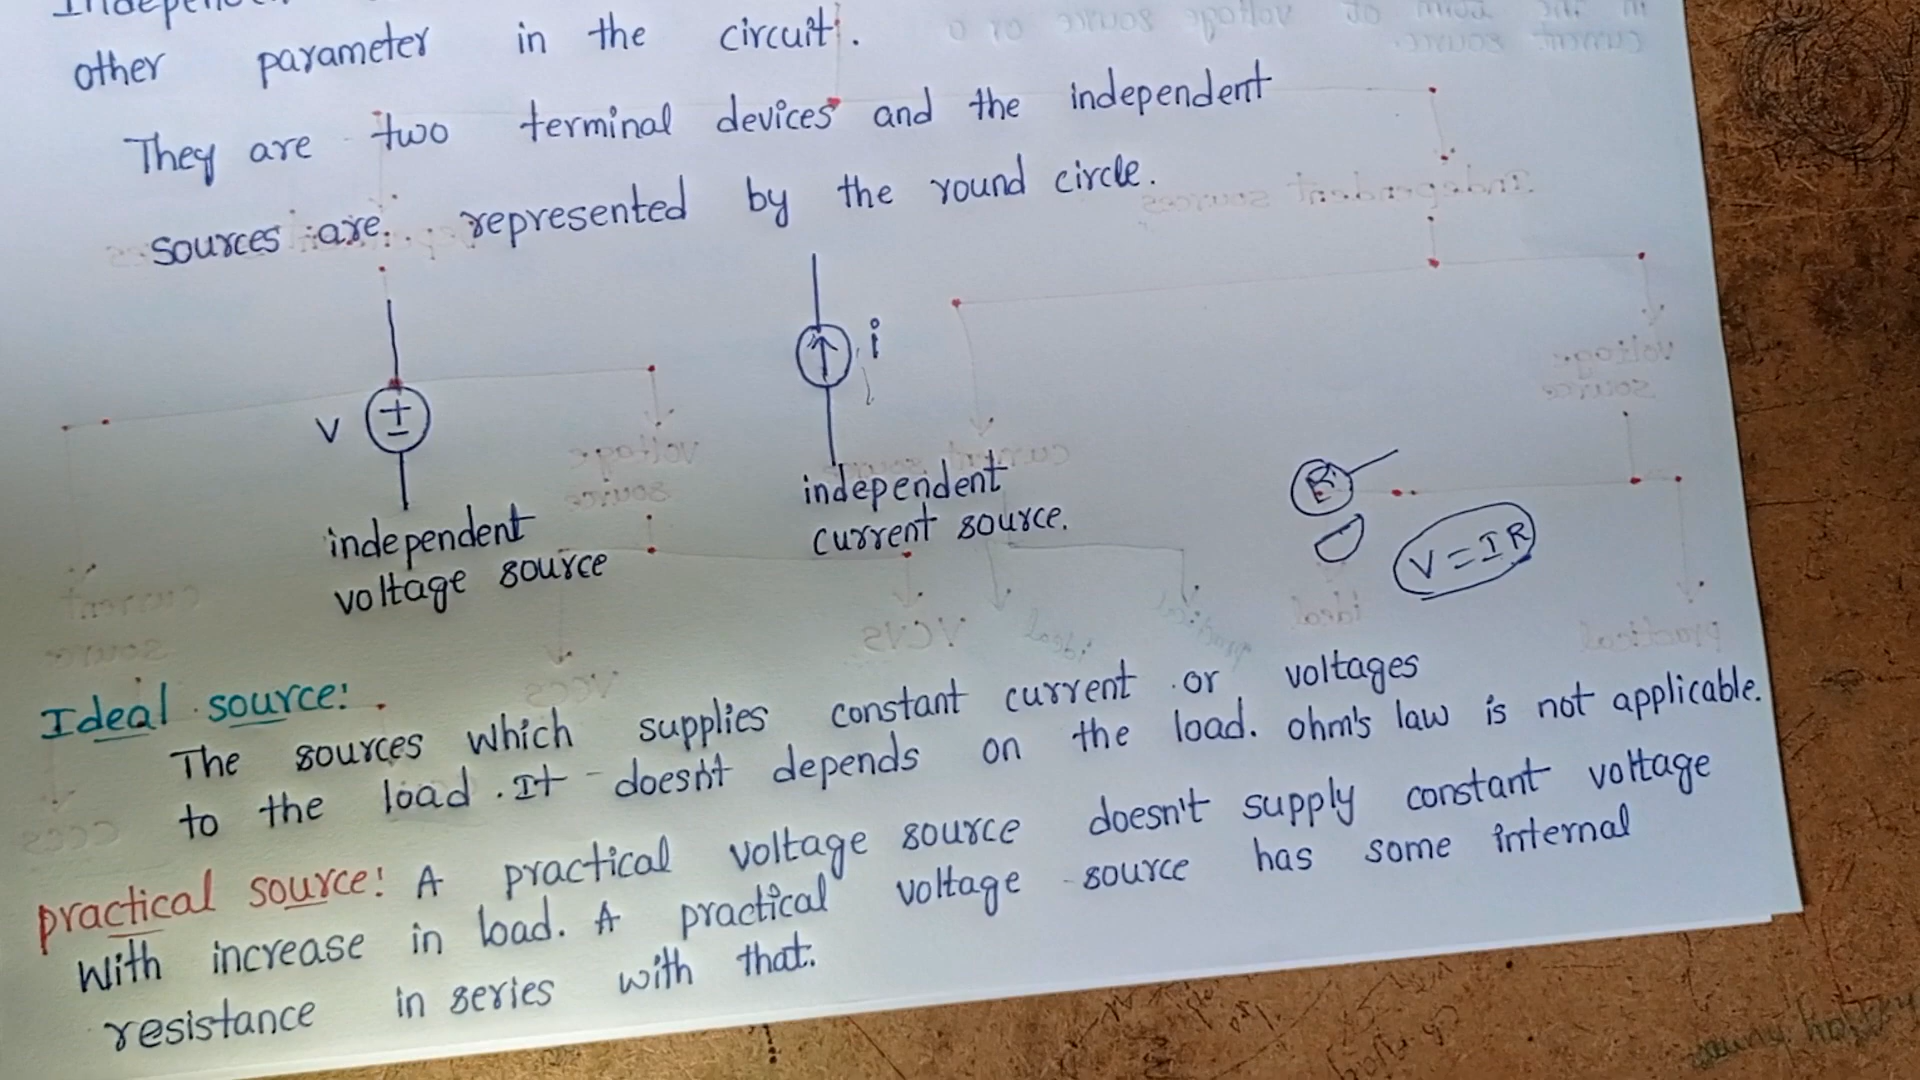 other parameter in the circuit.
They are two terminal devices and the independent
sources are represented by the round circle.
V
+
-
i
independent
voltage source
independent
current source.
R
V = IR
Ideal source:
The sources which supplies constant current or voltages
to the load. It doesn't depends on the load. ohm's law is not applicable.
practical source: A practical voltage source doesn't supply constant voltage
With increase in load. A practical voltage source has some internal
resistance in series with that.